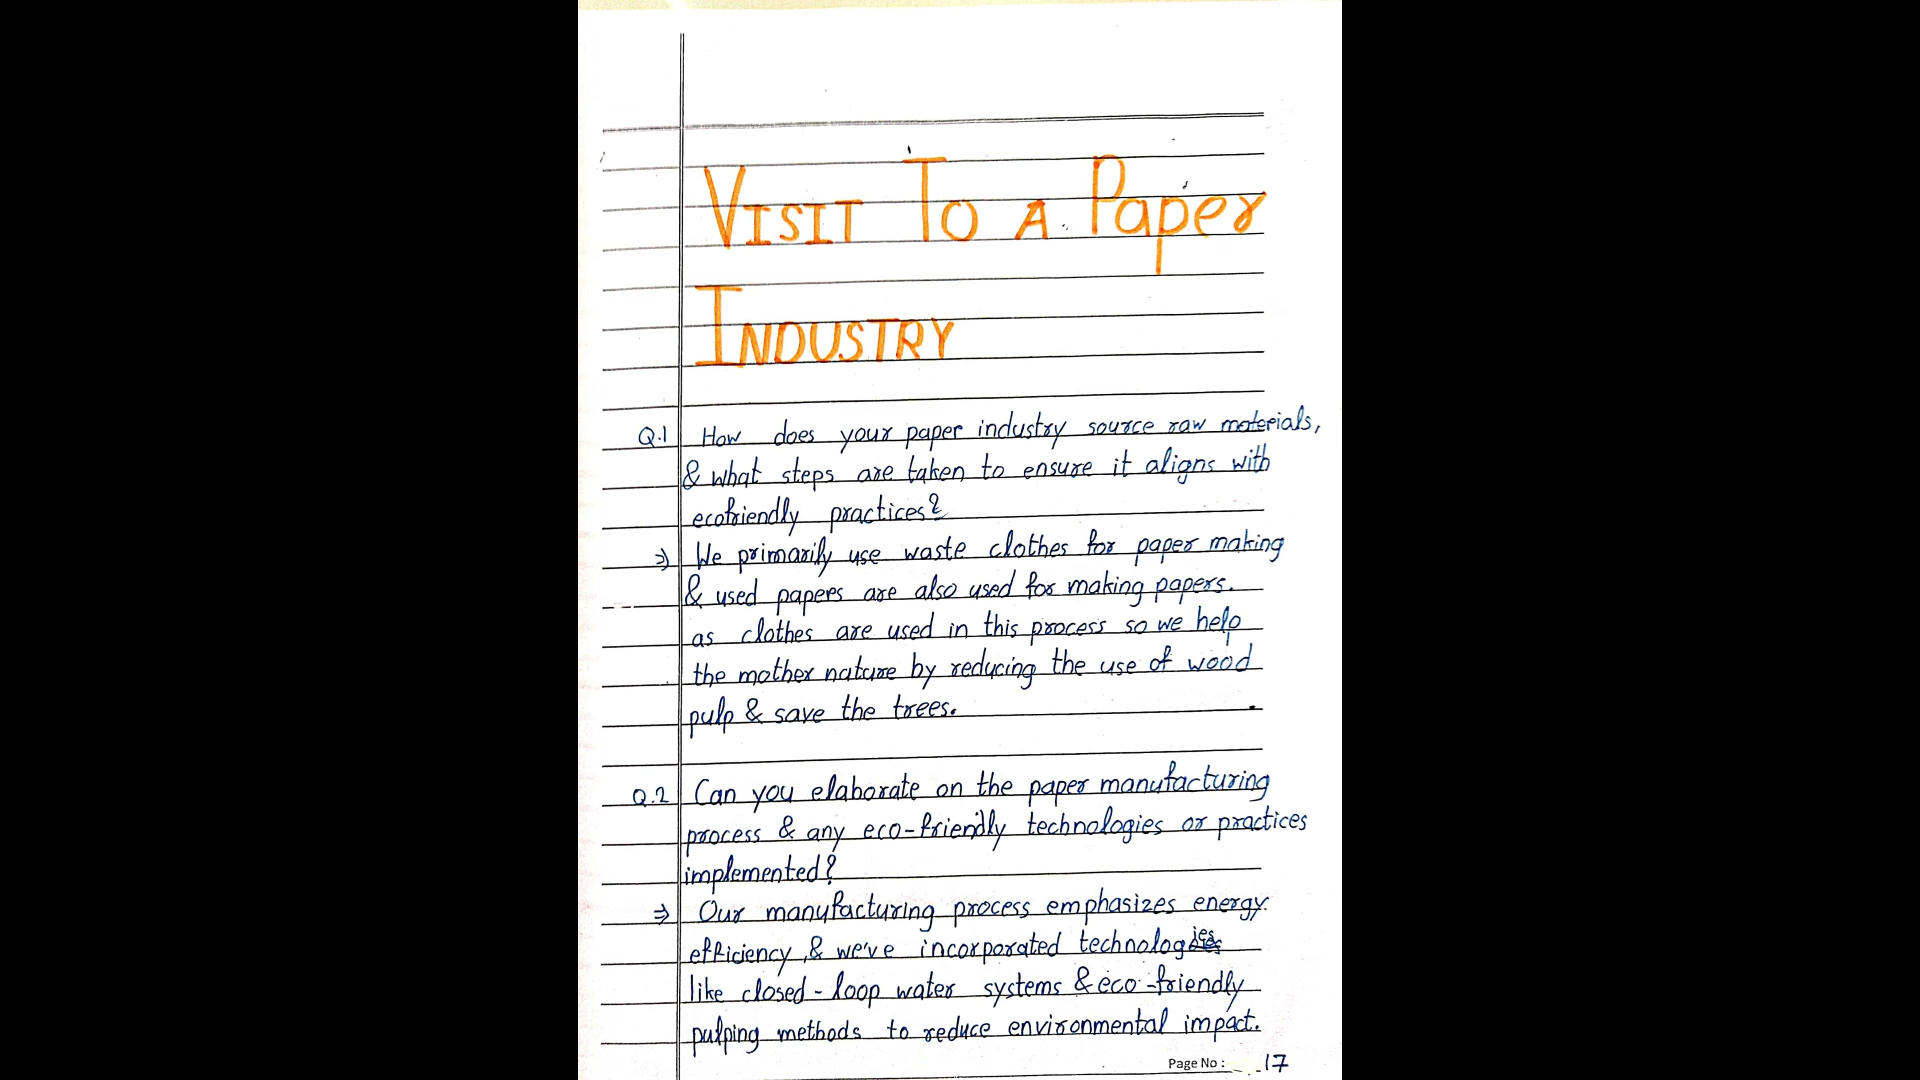 VISIT TO A Paper
INDUSTRY
Q.1 How does your paper industry source raw materials,
& what steps are taken to ensure it aligns with
ecofriendly practices?
⇒ We primarily use waste clothes for paper making
& used papers are also used for making papers.
as clothes are used in this process so we help
the mother nature by reducing the use of wood
pulp & save the trees.
Q.2 Can you elaborate on the paper manufacturing
process & any eco-friendly technologies or practices
implemented?
⇒ Our manufacturing process emphasizes energy
efficiency, & we've incorporated technologies
like closed-loop water systems & eco-friendly
pulping methods to reduce environmental impact.
Page No: 17